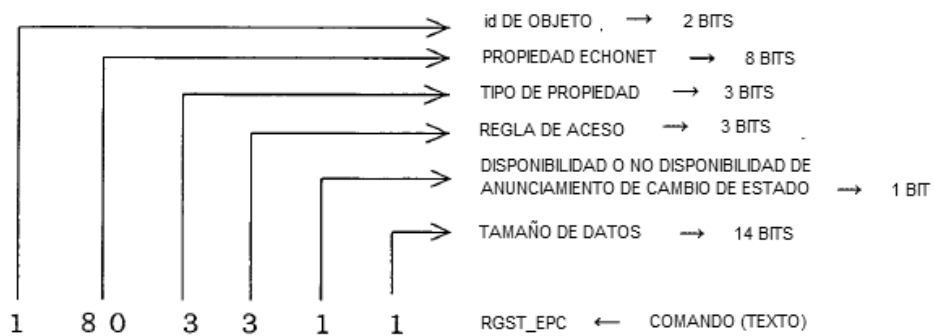 id DE OBJETO → 2 BITS
PROPIEDAD ECHONET → 8 BITS
TIPO DE PROPIEDAD → 3 BITS
REGLA DE ACESO → 3 BITS
DISPONIBILIDAD O NO DISPONIBILIDAD DE
ANUNCIAMIENTO DE CAMBIO DE ESTADO → 1 BIT
TAMAÑO DE DATOS → 14 BITS
1 8 0 3 3 1 1 RGST_EPC ← COMANDO (TEXTO)